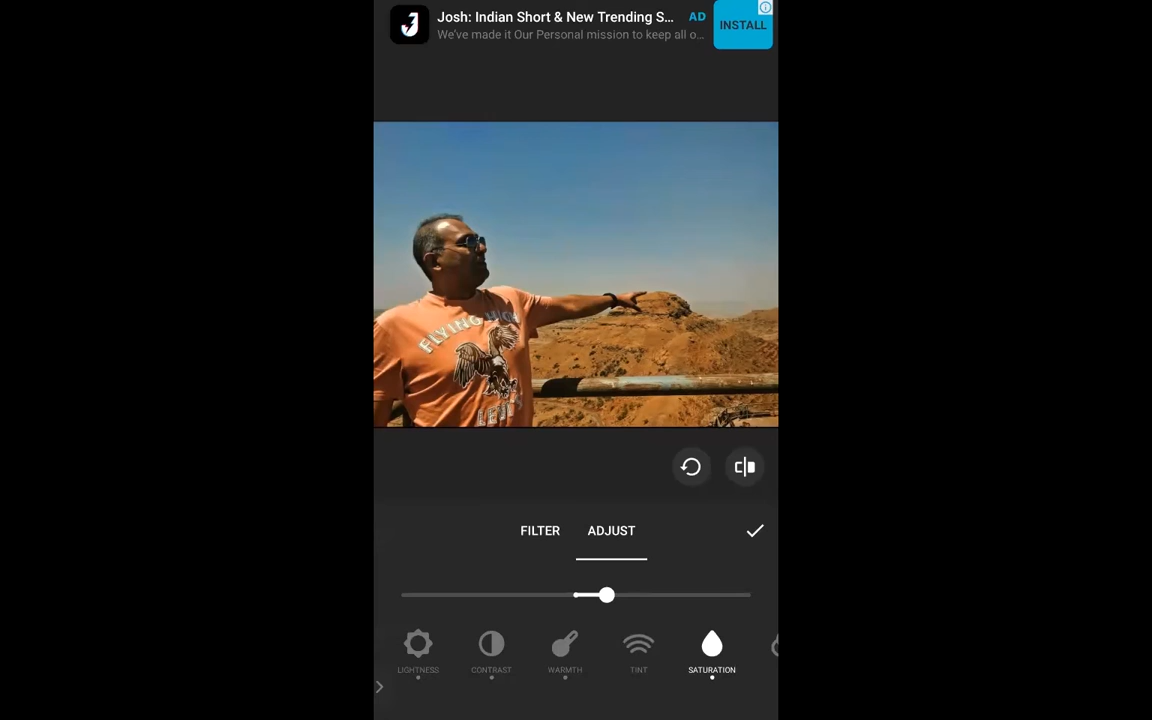 Josh: Indian Short & New Trending S...
AD
INSTALL
We've made it Our Personal mission to keep all o...
FLYING HIGH
FILTER
ADJUST
LIGHTNESS
CONTRAST
WARMTH
TINT
SATURATION